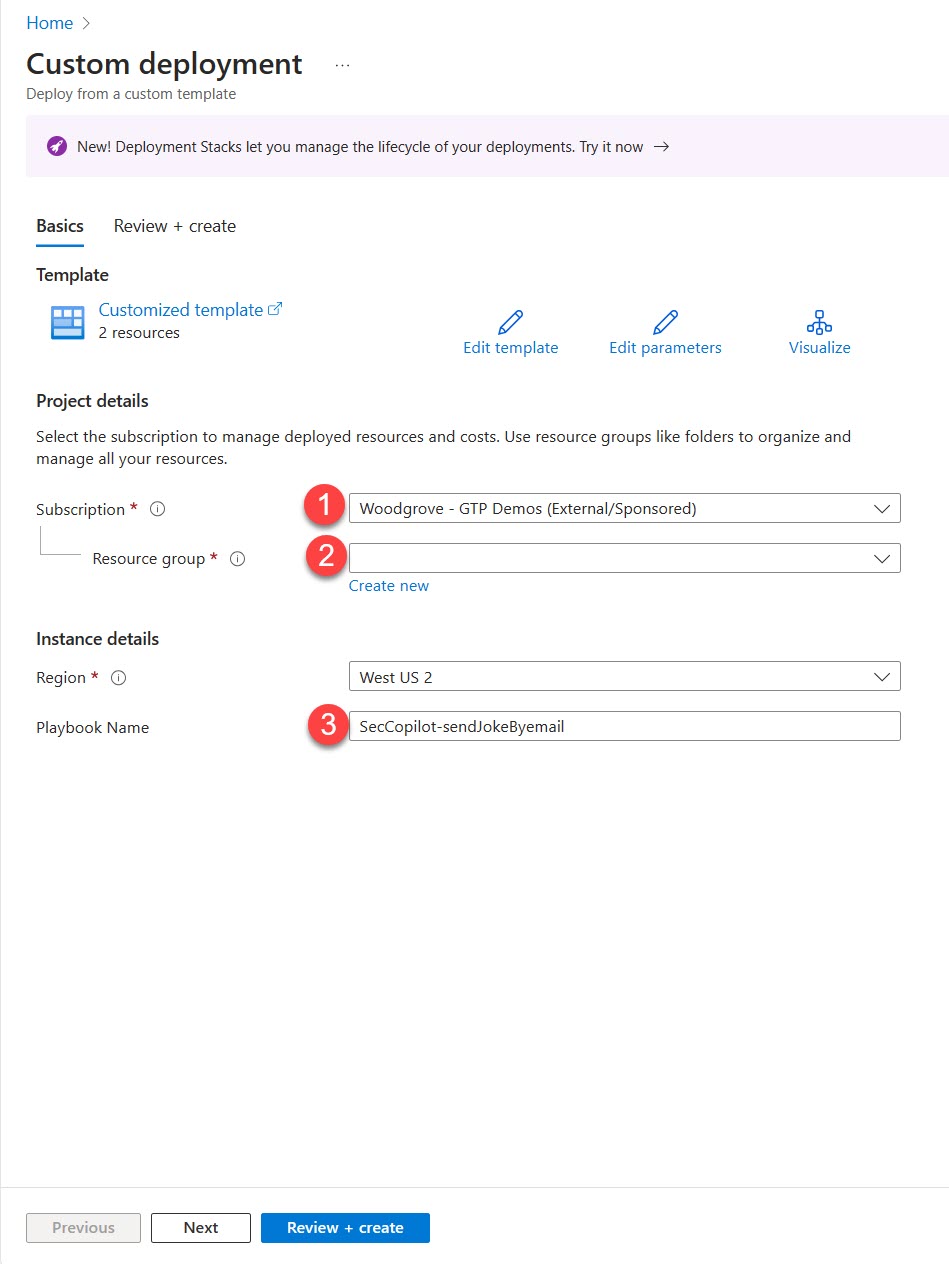 Home
Custom deployment ...
Deploy from a custom template
New! Deployment Stacks let you manage the lifecycle of your deployments. Try it now →
Basics Review + create
Template
Customized template
2 resources
Edit template Edit parameters Visualize
Project details
Select the subscription to manage deployed resources and costs. Use resource groups like folders to organize and
manage all your resources.
Subscription * 1 Woodgrove - GTP Demos (External/Sponsored)
Resource group * 2
Create new
Instance details
Region * West US 2
Playbook Name 3 SecCopilot-sendJokeByemail
Previous Next Review + create